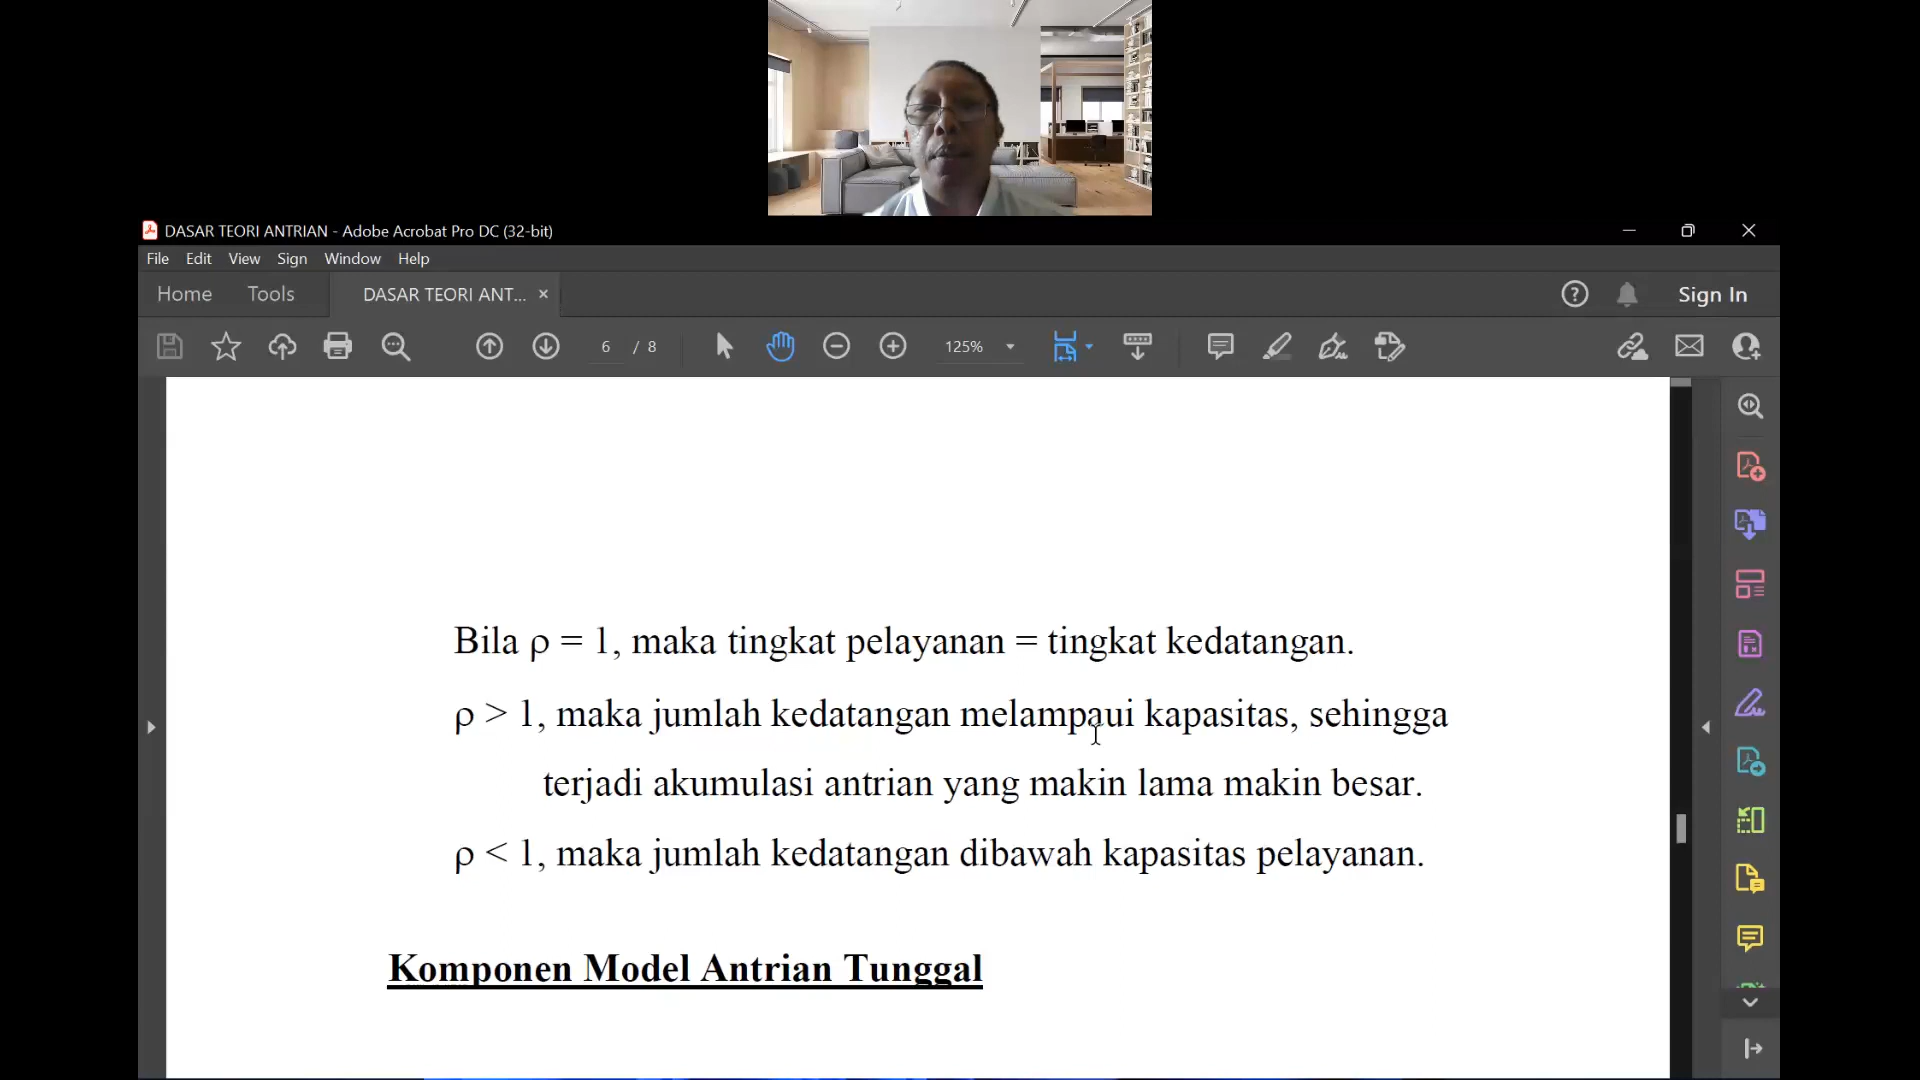 DASAR TEORI ANTRIAN - Adobe Acrobat Pro DC (32-bit)
File Edit View Sign Window Help
Home Tools DASAR TEORI ANT... Sign In
6 / 8 125%
Bila ρ = 1, maka tingkat pelayanan = tingkat kedatangan.
ρ > 1, maka jumlah kedatangan melampaui kapasitas, sehingga
terjadi akumulasi antrian yang makin lama makin besar.
ρ < 1, maka jumlah kedatangan dibawah kapasitas pelayanan.
Komponen Model Antrian Tunggal